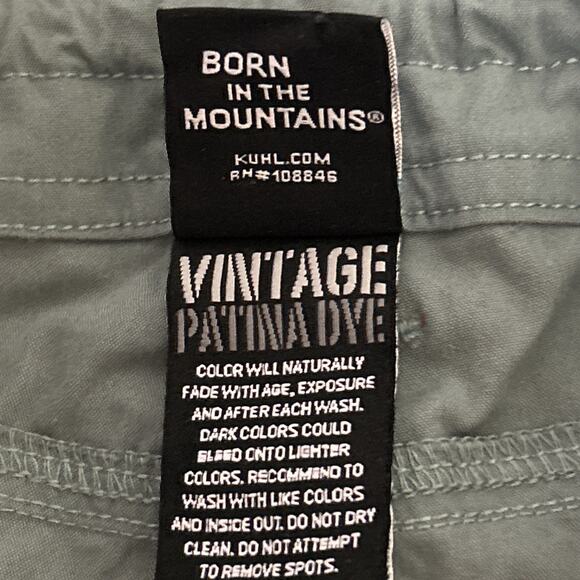 BORN
IN THE
MOUNTAINS®
KUHL.COM
RN#108846
VINTAGE
PATINA DYE
COLOR WILL NATURALLY
FADE WITH AGE, EXPOSURE
AND AFTER EACH WASH.
DARK COLORS COULD
BLEED ONTO LIGHTER
COLORS. RECOMMEND TO
WASH WITH LIKE COLORS
AND INSIDE OUT. DO NOT DRY
CLEAN. DO NOT ATTEMPT
TO REMOVE SPOTS.